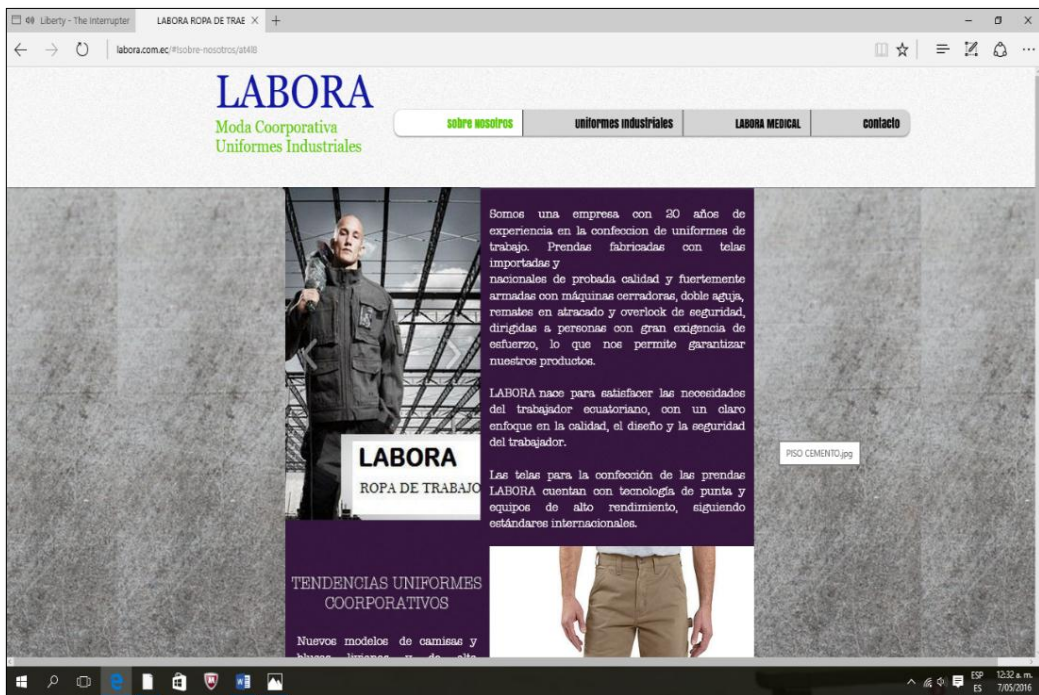 Liberty - The Interrupter
LABORA ROPA DE TRAE
labora.com.ec/#!sobre-nosotros/at4l8
LABORA
Moda Coorporativa
Uniformes Industriales
sobre nosotros
uniformes industriales
LABORA MEDICAL
contacto
Somos una empresa con 20 años de
experiencia en la confeccion de uniformes de
trabajo. Prendas fabricadas con telas
importadas y
nacionales de probada calidad y fuertemente
armadas con máquinas cerradoras, doble aguja,
remates en atracado y overlock de seguridad,
dirigidas a personas con gran exigencia de
esfuerzo, lo que nos permite garantizar
nuestros productos.
LABORA nace para satisfacer las necesidades
del trabajador ecuatoriano, con un claro
enfoque en la calidad, el diseño y la seguridad
del trabajador.
Las telas para la confección de las prendas
LABORA cuentan con tecnología de punta y
equipos de alto rendimiento, siguiendo
estándares internacionales.
LABORA
ROPA DE TRABAJO
PISO CEMENTO.jpg
TENDENCIAS UNIFORMES
COORPORATIVOS
Nuevos modelos de camisas y
blusas livianas y de alta
ESP
ES
12:32 a. m.
7/05/2016